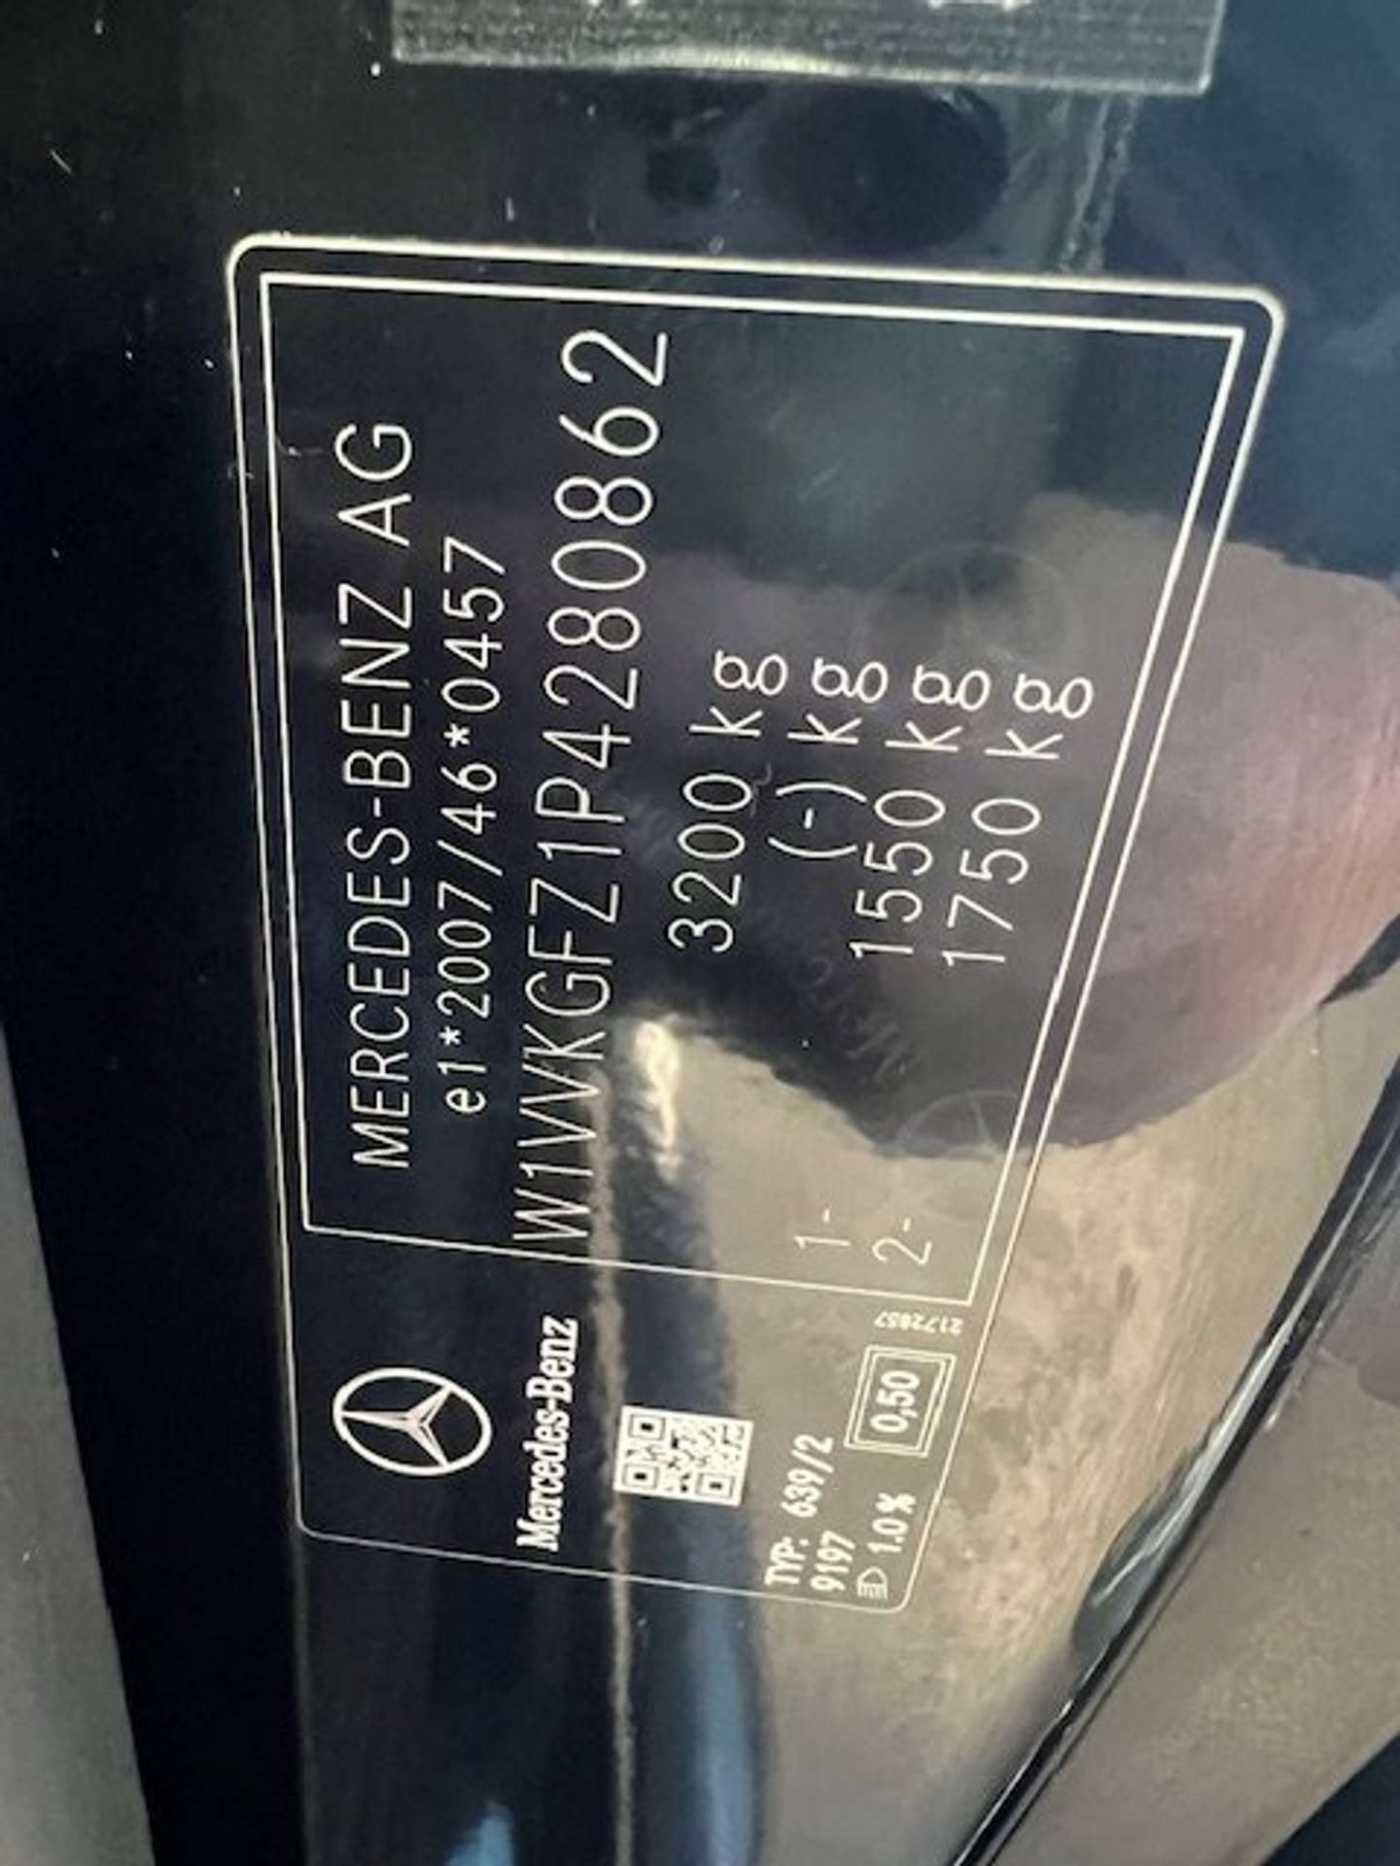 MERCEDES-BENZ AG
e1*2007/46*0457
W1VVKGFZ1P4280862
3200 kg
(-) kg
1- 1550 kg
2- 1750 kg
Mercedes-Benz
TYP: 639/2
9197
1.0 %
0,50
2172857